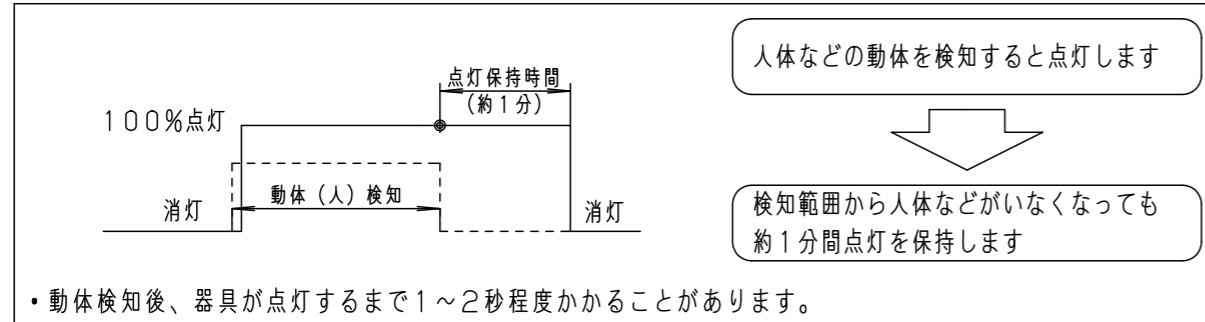 点灯保持時間
(約1分)
100%点灯
動体(人)検知
消灯
消灯
人体などの動体を検知すると点灯します
検知範囲から人体などがいなくなっても
約1分間点灯を保持します
・動体検知後、器具が点灯するまで1~2秒程度かかることがあります。